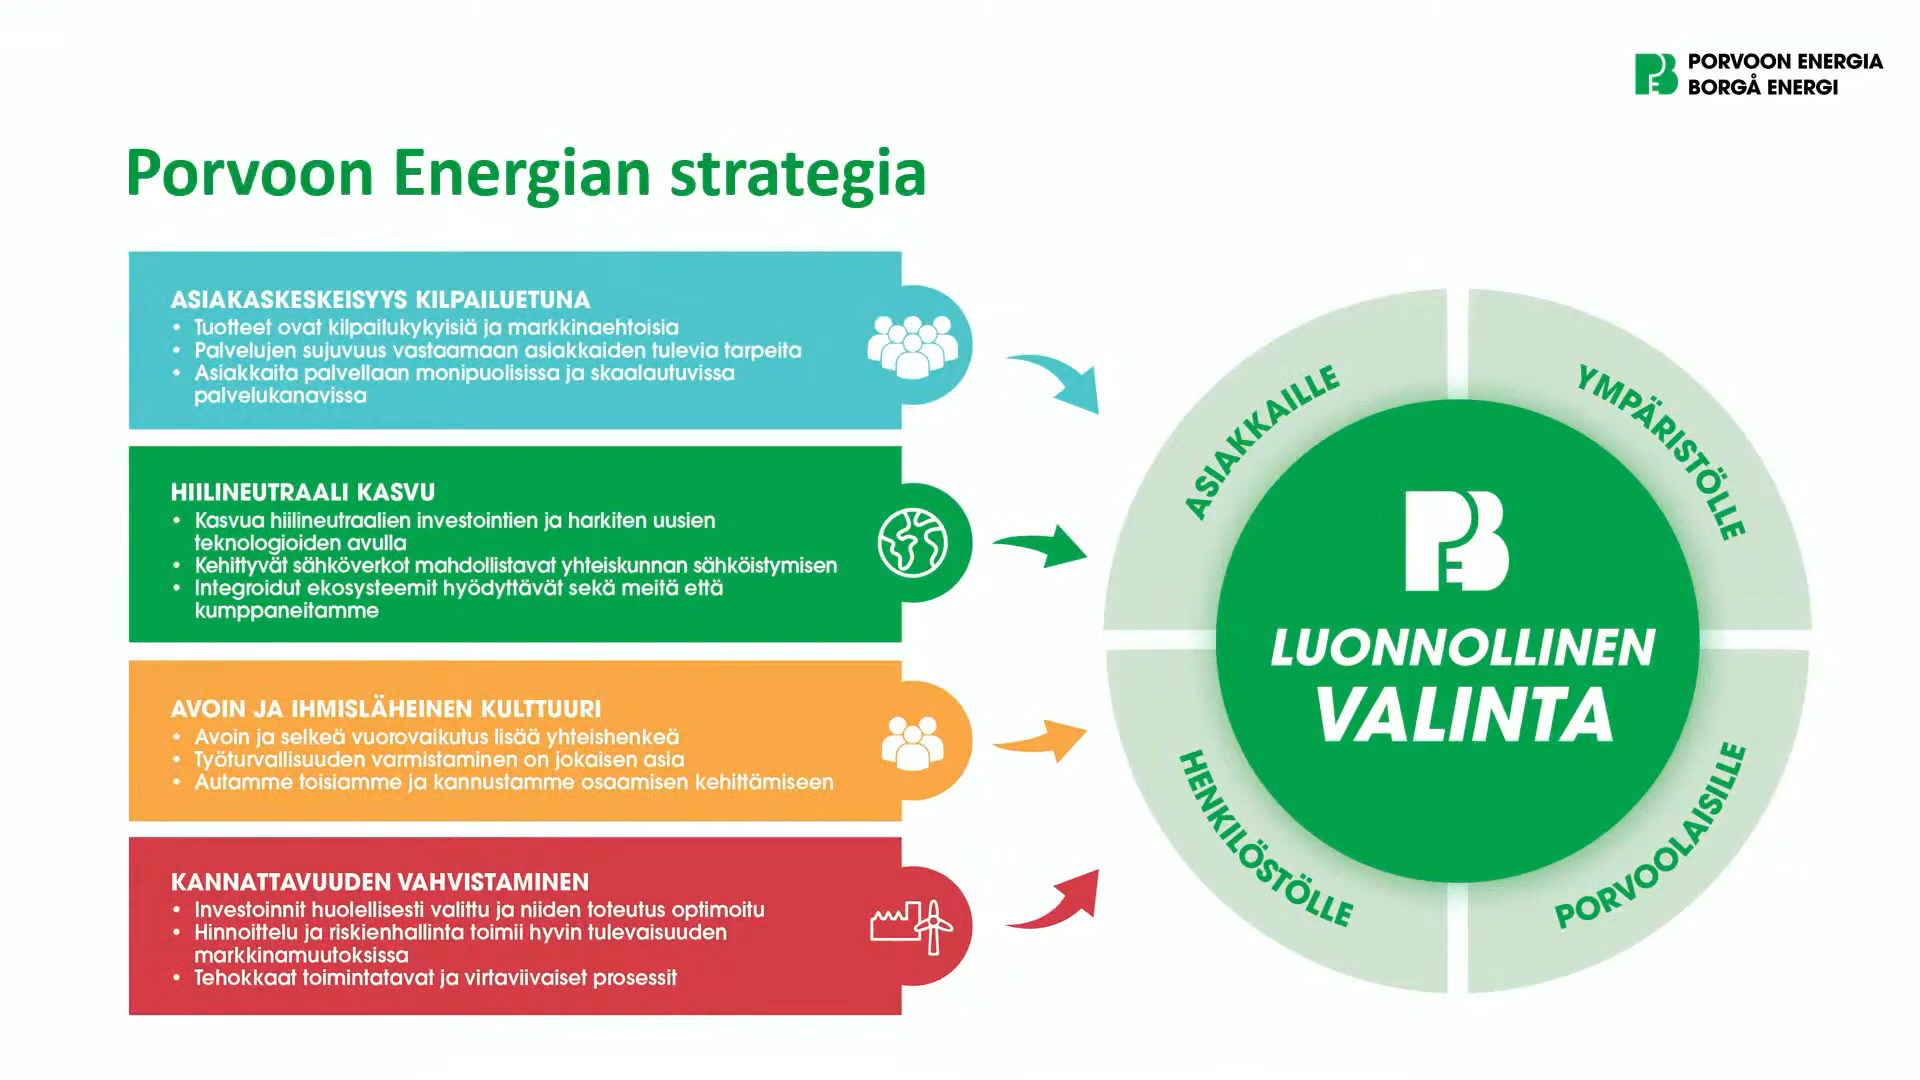 PORVOON ENERGIA
BORGÅ ENERGI
Porvoon Energian strategia
ASIAKASKESKEISYYS KILPAILUETUNA
• Tuotteet ovat kilpailukykyisiä ja markkinaehtoisia
• Palvelujen sujuvuus vastaamaan asiakkaiden tulevia tarpeita
• Asiakkaita palvellaan monipuolisissa ja skaalautuvissa
palvelukanavissa
HIILINEUTRAALI KASVU
• Kasvua hiilineutraalien investointien ja harkiten uusien
teknologioiden avulla
• Kehittyvät sähköverkot mahdollistavat yhteiskunnan sähköistymisen
• Integroidut ekosysteemit hyödyttävät sekä meitä että
kumppaneitamme
AVOIN JA IHMISLÄHEINEN KULTTUURI
• Avoin ja selkeä vuorovaikutus lisää yhteishenkeä
• Työturvallisuuden varmistaminen on jokaisen asia
• Autamme toisiamme ja kannustamme osaamisen kehittämiseen
KANNATTAVUUDEN VAHVISTAMINEN
• Investoinnit huolellisesti valittu ja niiden toteutus optimoitu
• Hinnoittelu ja riskienhallinta toimii hyvin tulevaisuuden
markkinamuutoksissa
• Tehokkaat toimintatavat ja virtaviivaiset prosessit
ASIAKKAILLE
YMPÄRISTÖLLE
LUONNOLLINEN
VALINTA
HENKILÖSTÖLLE
PORVOOLAISILLE